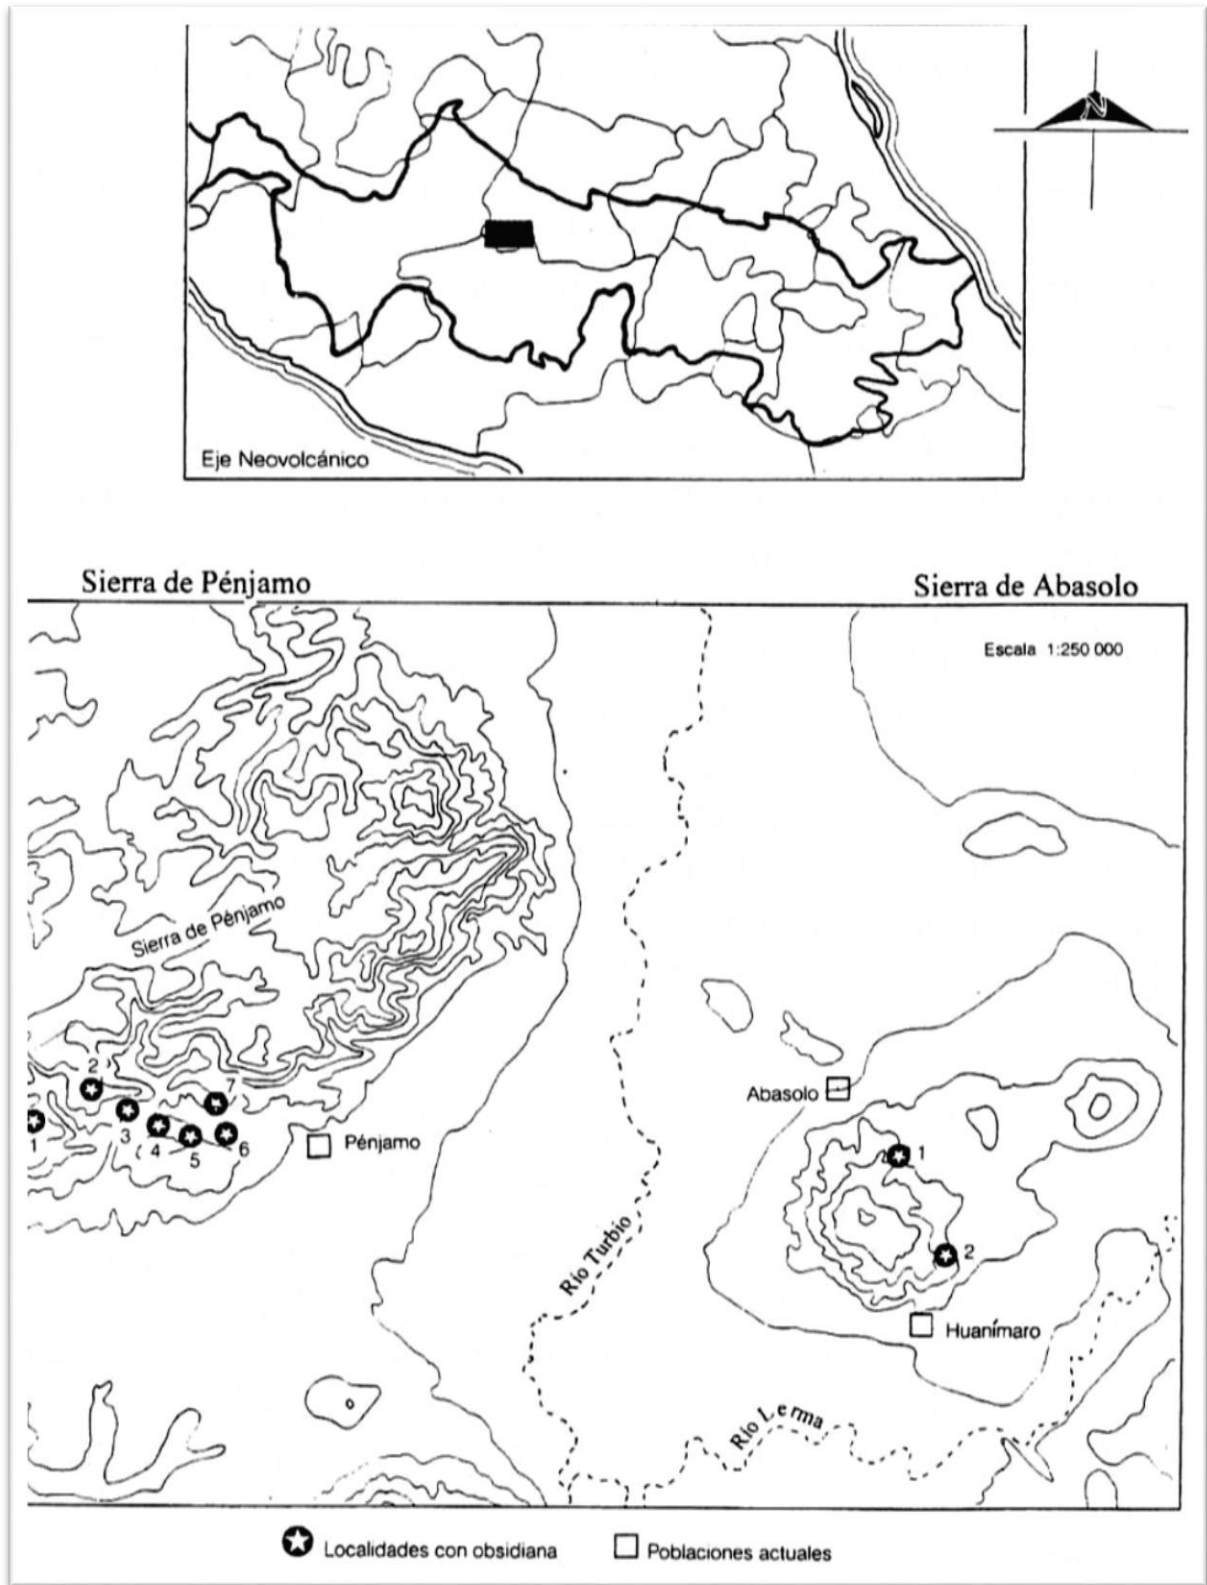 N
Eje Neovolcánico
Sierra de Pénjamo
Sierra de Abasolo
Escala 1:250 000
Sierra de Pénjamo
2
7
1
3
4
5
6
Pénjamo
Abasolo
1
2
Río Turbio
Huanímaro
Río Lerma
Localidades con obsidiana
Poblaciones actuales